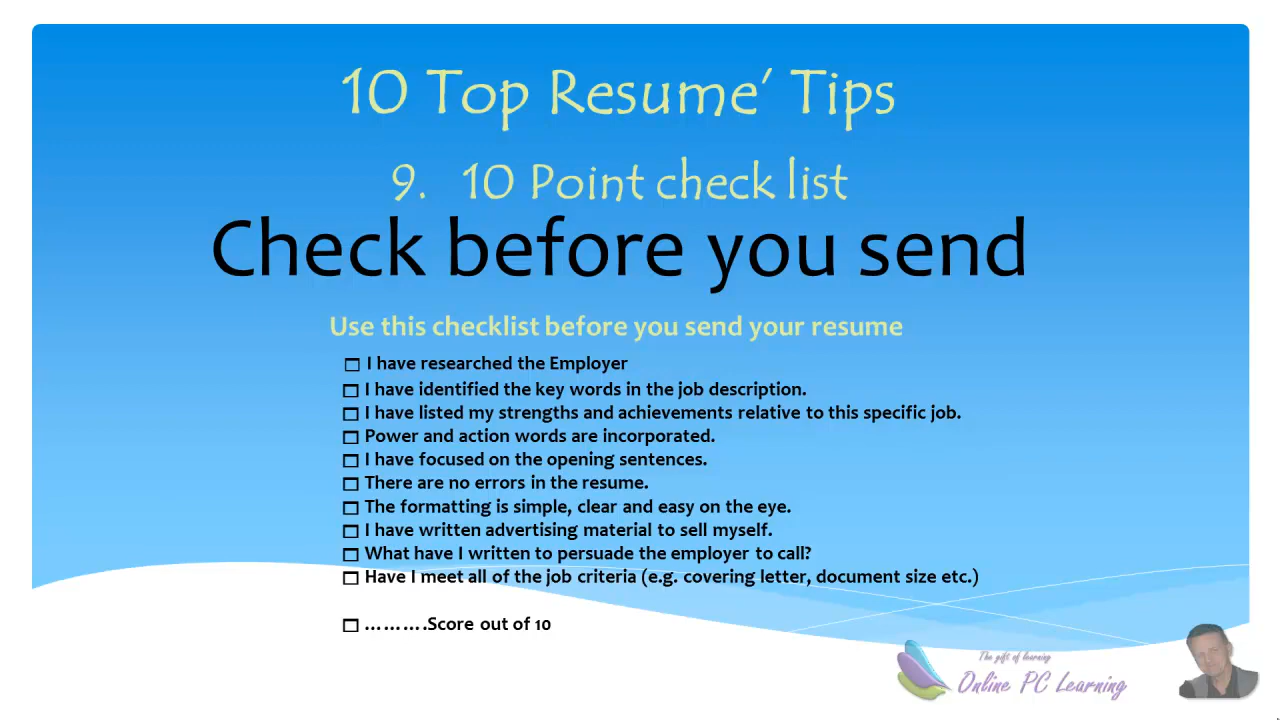 10 Top Resume’ Tips
9. 10 Point check list
Check before you send
Use this checklist before you send your resume
I have researched the Employer
I have identified the key words in the job description.
I have listed my strengths and achievements relative to this specific job.
Power and action words are incorporated.
I have focused on the opening sentences.
There are no errors in the resume.
The formatting is simple, clear and easy on the eye.
I have written advertising material to sell myself.
What have I written to persuade the employer to call?
Have I meet all of the job criteria (e.g. covering letter, document size etc.)
……….Score out of 10
The gift of learning
Online PC Learning